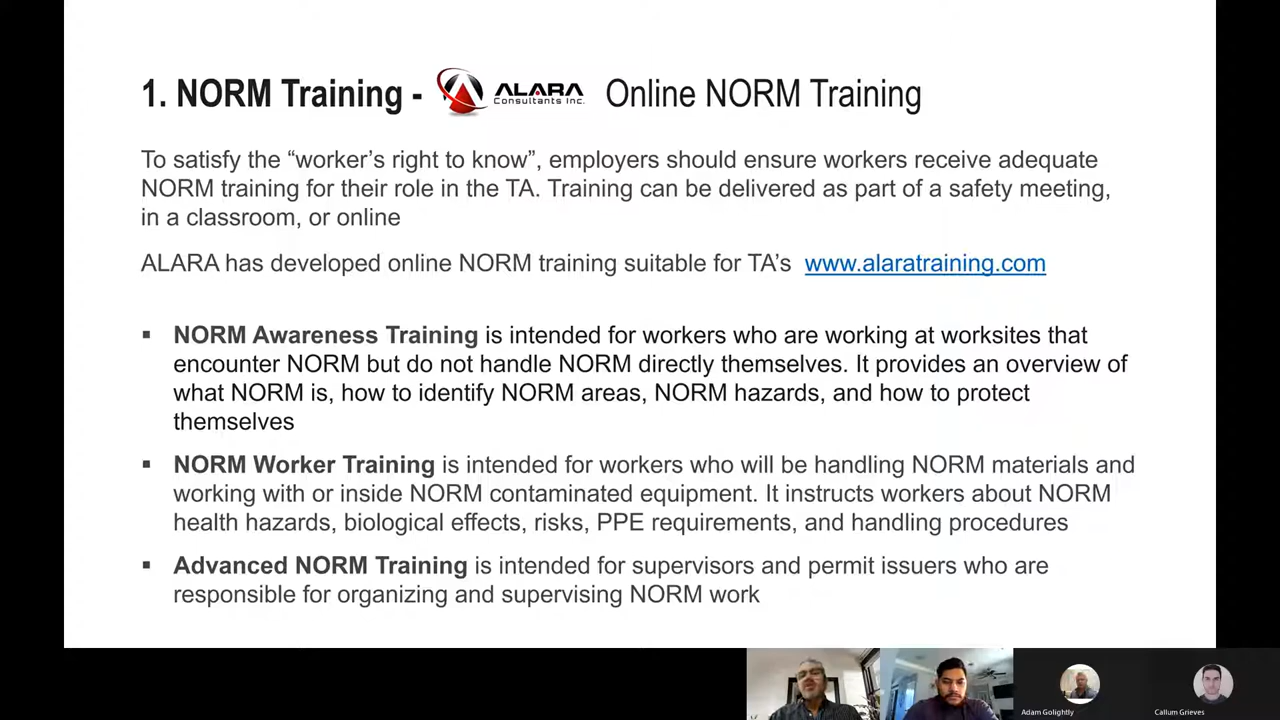 1. NORM Training - ALARA Consultants Inc. Online NORM Training
To satisfy the “worker’s right to know”, employers should ensure workers receive adequate
NORM training for their role in the TA. Training can be delivered as part of a safety meeting,
in a classroom, or online
ALARA has developed online NORM training suitable for TA’s www.alaratraining.com
▪ NORM Awareness Training is intended for workers who are working at worksites that
encounter NORM but do not handle NORM directly themselves. It provides an overview of
what NORM is, how to identify NORM areas, NORM hazards, and how to protect
themselves
▪ NORM Worker Training is intended for workers who will be handling NORM materials and
working with or inside NORM contaminated equipment. It instructs workers about NORM
health hazards, biological effects, risks, PPE requirements, and handling procedures
▪ Advanced NORM Training is intended for supervisors and permit issuers who are
responsible for organizing and supervising NORM work
Adam Golightly
Callum Grieves